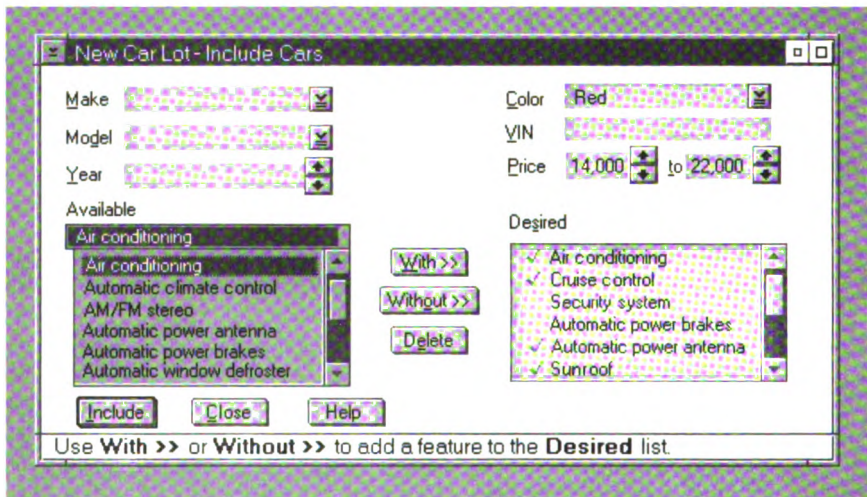 New Car Lot - Include Cars
Make
Model
Year
Color Red
VIN
Price 14,000 to 22,000
Available
Air conditioning
Air conditioning
Automatic climate control
AM/FM stereo
Automatic power antenna
Automatic power brakes
Automatic window defroster
With >>
Without >>
Delete
Desired
✓ Air conditioning
✓ Cruise control
Security system
Automatic power brakes
✓ Automatic power antenna
✓ Sunroof
Include Close Help
Use With >> or Without >> to add a feature to the Desired list.